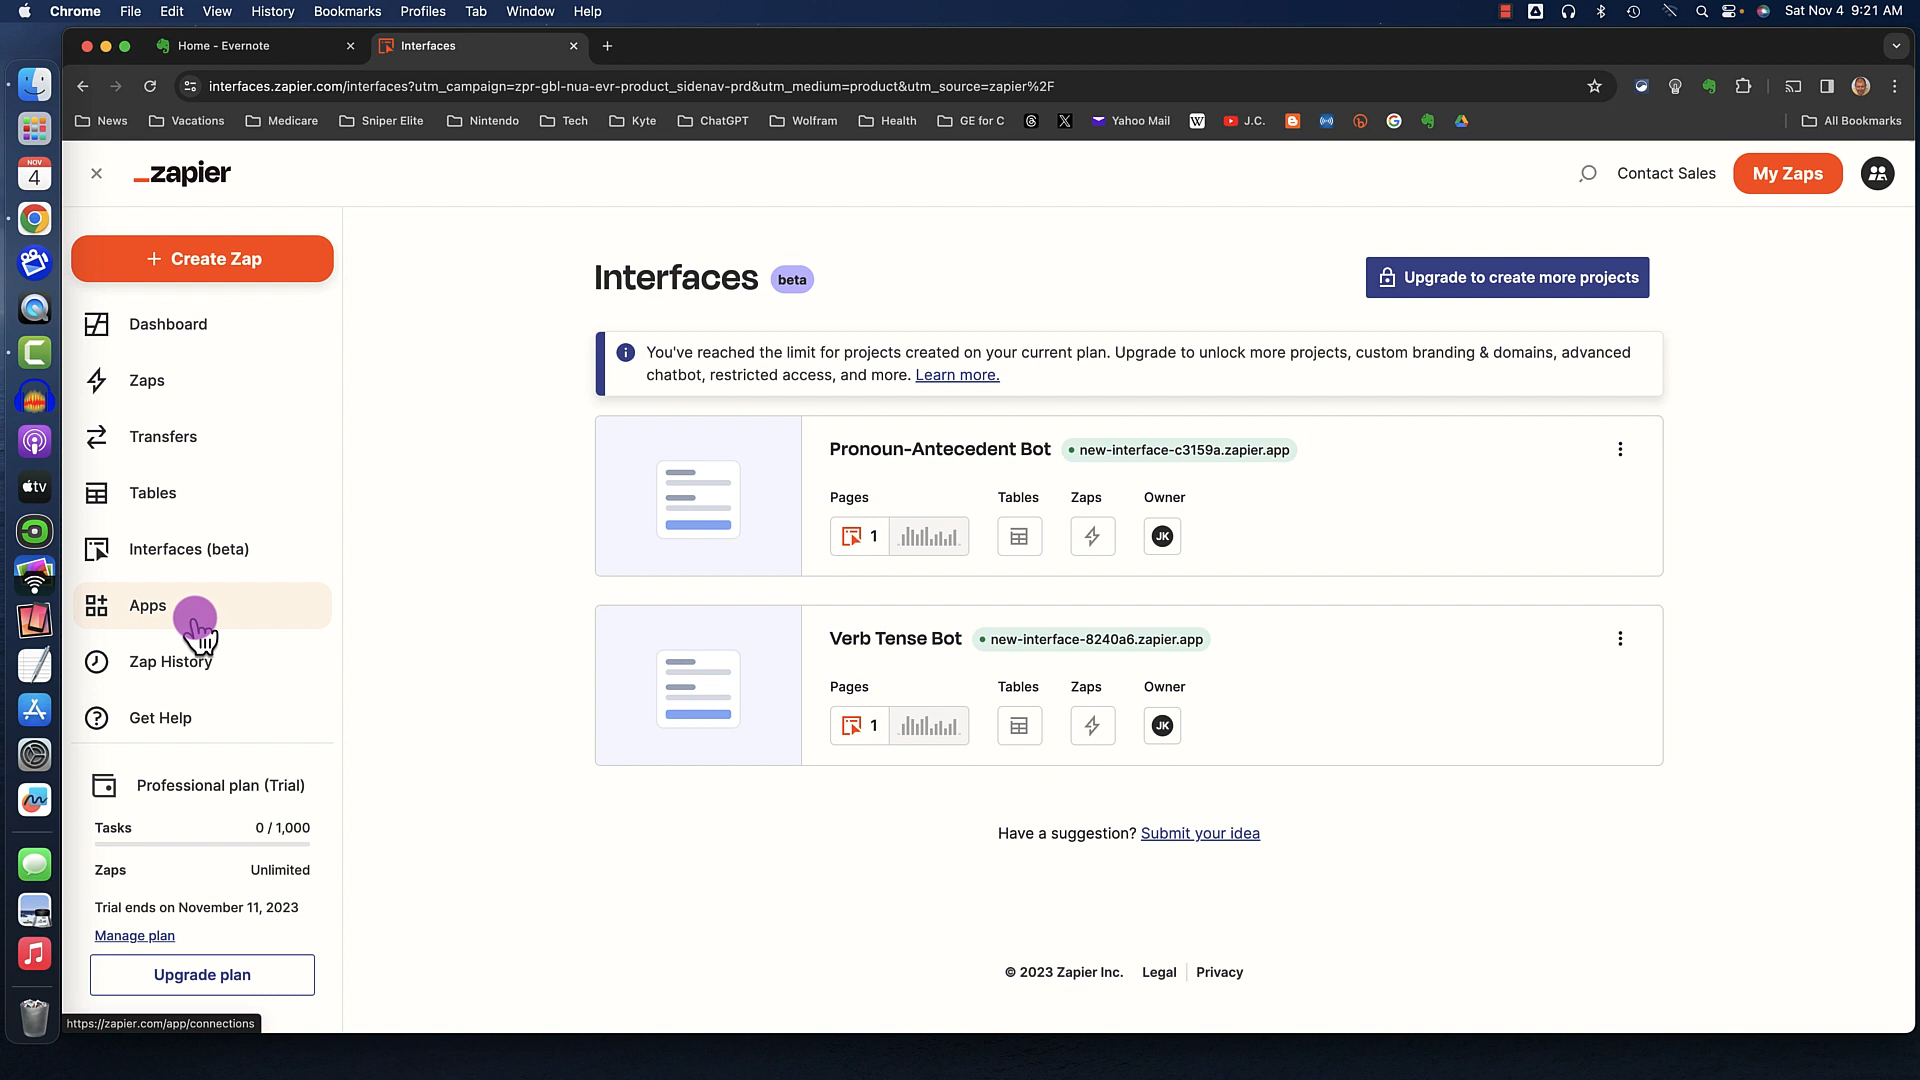 Chrome File Edit View History Bookmarks Profiles Tab Window Help Sat Nov 4 9:21 AM
Home - Evernote Interfaces
interfaces.zapier.com/interfaces?utm_campaign=zpr-gbl-nua-evr-product_sidenav-prd&utm_medium=product&utm_source=zapier%2F
News Vacations Medicare Sniper Elite Nintendo Tech Kyte ChatGPT Wolfram Health GE for C Yahoo Mail W J.C. All Bookmarks
NOV
4
tv
zapier
Contact Sales
My Zaps
+ Create Zap
Dashboard
Zaps
Transfers
Tables
Interfaces (beta)
Apps
Zap History
Get Help
Professional plan (Trial)
Tasks 0 / 1,000
Zaps Unlimited
Trial ends on November 11, 2023
Manage plan
Upgrade plan
https://zapier.com/app/connections
Interfaces beta
Upgrade to create more projects
You've reached the limit for projects created on your current plan. Upgrade to unlock more projects, custom branding & domains, advanced
chatbot, restricted access, and more. Learn more.
Pronoun-Antecedent Bot new-interface-c3159a.zapier.app
Pages Tables Zaps Owner
1 JK
Verb Tense Bot new-interface-8240a6.zapier.app
Pages Tables Zaps Owner
1 JK
Have a suggestion? Submit your idea
© 2023 Zapier Inc. Legal Privacy